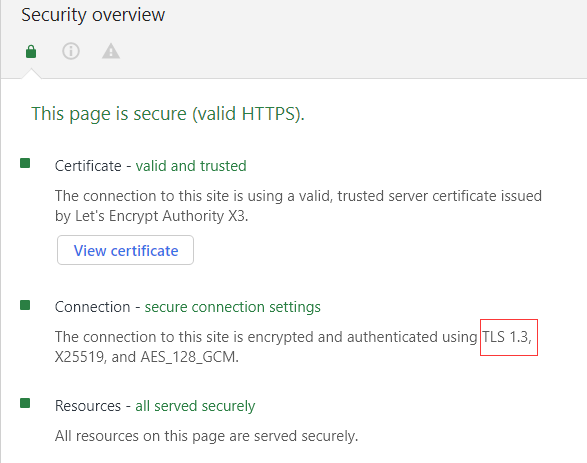 Security overview
This page is secure (valid HTTPS).
Certificate - valid and trusted
The connection to this site is using a valid, trusted server certificate issued
by Let's Encrypt Authority X3.
View certificate
Connection - secure connection settings
The connection to this site is encrypted and authenticated using TLS 1.3,
X25519, and AES_128_GCM.
Resources - all served securely
All resources on this page are served securely.